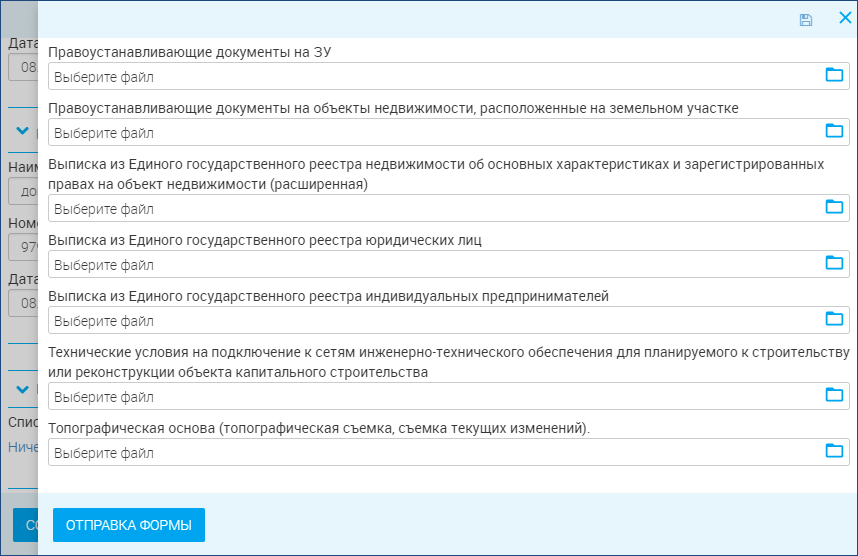 Правоустанавливающие документы на ЗУ
Выберите файл
Правоустанавливающие документы на объекты недвижимости, расположенные на земельном участке
Выберите файл
Выписка из Единого государственного реестра недвижимости об основных характеристиках и зарегистрированных
правах на объект недвижимости (расширенная)
Выберите файл
Выписка из Единого государственного реестра юридических лиц
Выберите файл
Выписка из Единого государственного реестра индивидуальных предпринимателей
Выберите файл
Технические условия на подключение к сетям инженерно-технического обеспечения для планируемого к строительству
или реконструкции объекта капитального строительства
Выберите файл
Топографическая основа (топографическая съемка, съемка текущих изменений).
Выберите файл
ОТПРАВКА ФОРМЫ
Дата
08
Наим
Номе
979
Дата
08
Спис
Ниче